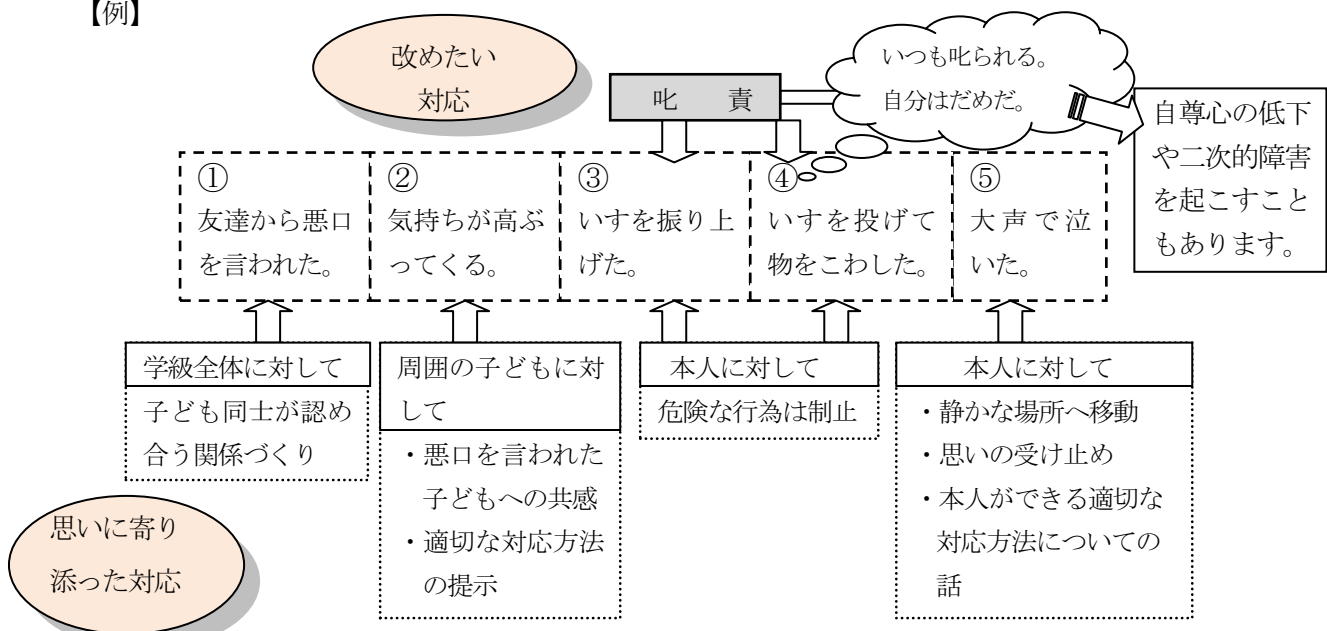 【例】
改めたい
対応
叱　責
いつも叱られる。
自分はだめだ。
自尊心の低下
や二次的障害
を起こすこと
もあります。
①
友達から悪口
を言われた。
②
気持ちが高ぶ
ってくる。
③
いすを振り上
げた。
④
いすを投げて
物をこわした。
⑤
大声で泣
いた。
学級全体に対して
子ども同士が認め
合う関係づくり
周囲の子どもに対
して
・悪口を言われた
子どもへの共感
・適切な対応方法
の提示
本人に対して
危険な行為は制止
本人に対して
・静かな場所へ移動
・思いの受け止め
・本人ができる適切な
対応方法についての
話
思いに寄り
添った対応